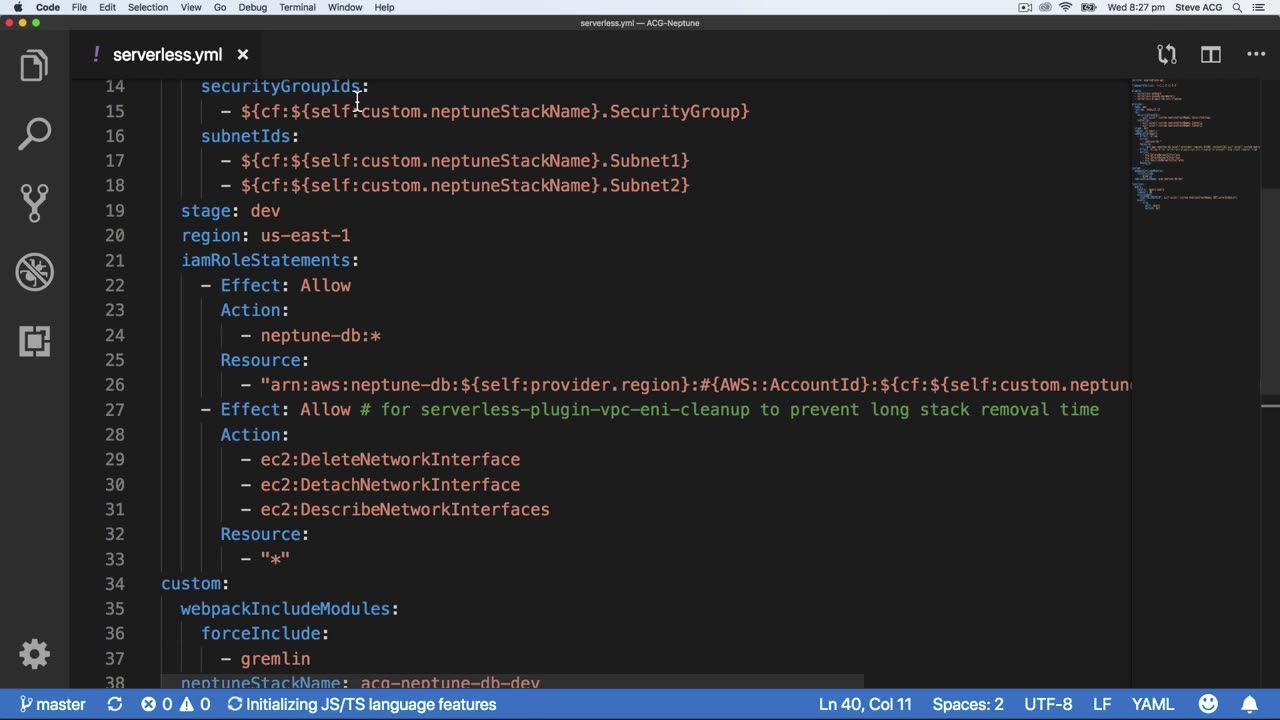 Code File Edit Selection View Go Debug Terminal Window Help Wed 8:27 pm Steve ACG
serverless.yml — ACG-Neptune
! serverless.yml ×
14 securityGroupIds:
15 - ${cf:${self:custom.neptuneStackName}.SecurityGroup}
16 subnetIds:
17 - ${cf:${self:custom.neptuneStackName}.Subnet1}
18 - ${cf:${self:custom.neptuneStackName}.Subnet2}
19 stage: dev
20 region: us-east-1
21 iamRoleStatements:
22 - Effect: Allow
23 Action:
24 - neptune-db:*
25 Resource:
26 - "arn:aws:neptune-db:${self:provider.region}:#{AWS::AccountId}:${cf:${self:custom.neptun
27 - Effect: Allow # for serverless-plugin-vpc-eni-cleanup to prevent long stack removal time
28 Action:
29 - ec2:DeleteNetworkInterface
30 - ec2:DetachNetworkInterface
31 - ec2:DescribeNetworkInterfaces
32 Resource:
33 - "*"
34 custom:
35 webpackIncludeModules:
36 forceInclude:
37 - gremlin
38 neptuneStackName: acg-neptune-db-dev
master 0 0 Initializing JS/TS language features Ln 40, Col 11 Spaces: 2 UTF-8 LF YAML